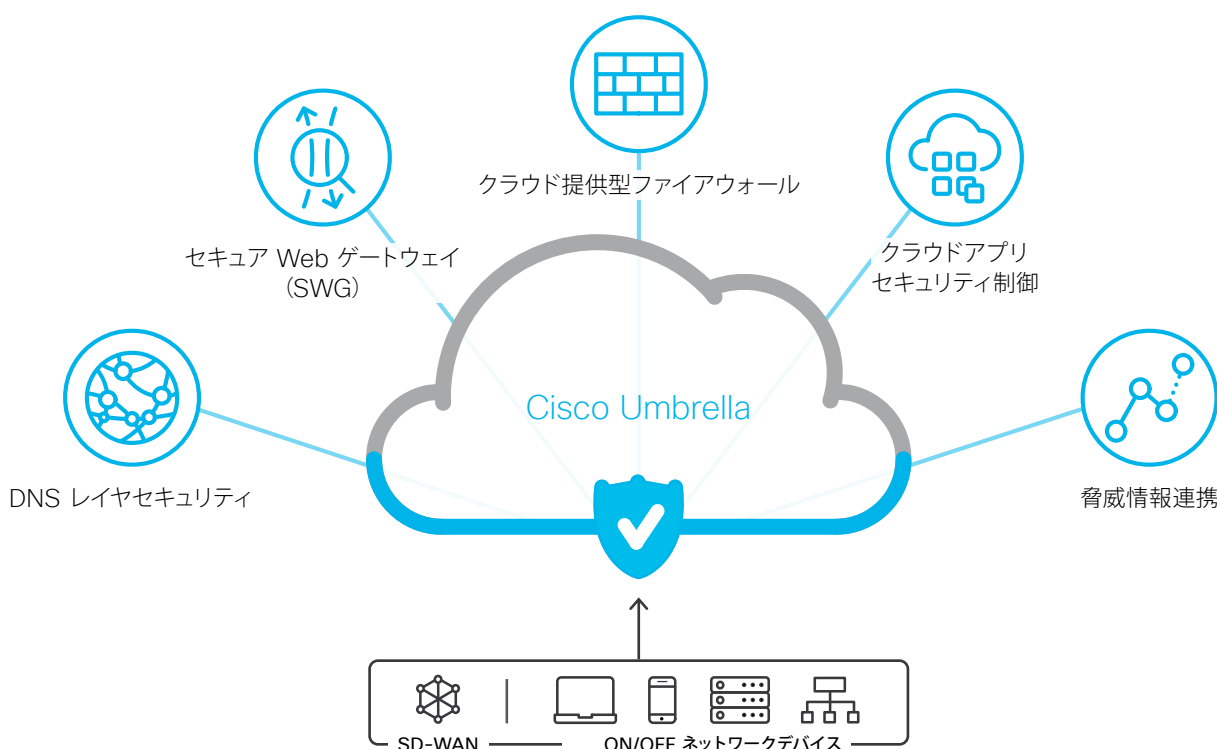 クラウド提供型ファイアウォール
セキュア Web ゲートウェイ
(SWG)
クラウドアプリ
セキュリティ制御
Cisco Umbrella
DNS レイヤセキュリティ
脅威情報連携
SD-WAN
ON/OFF ネットワークデバイス